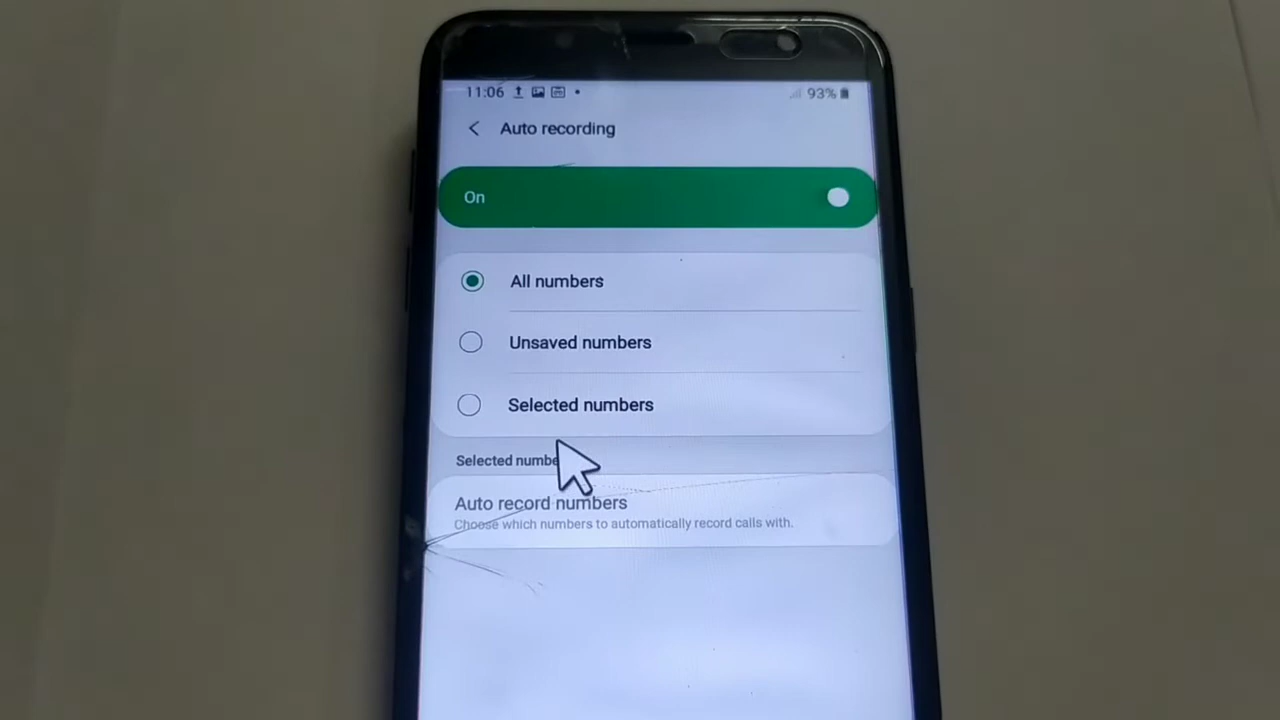 11:06
93%
Auto recording
On
All numbers
Unsaved numbers
Selected numbers
Selected numbe
Auto record numbers
Choose which numbers to automatically record calls with.